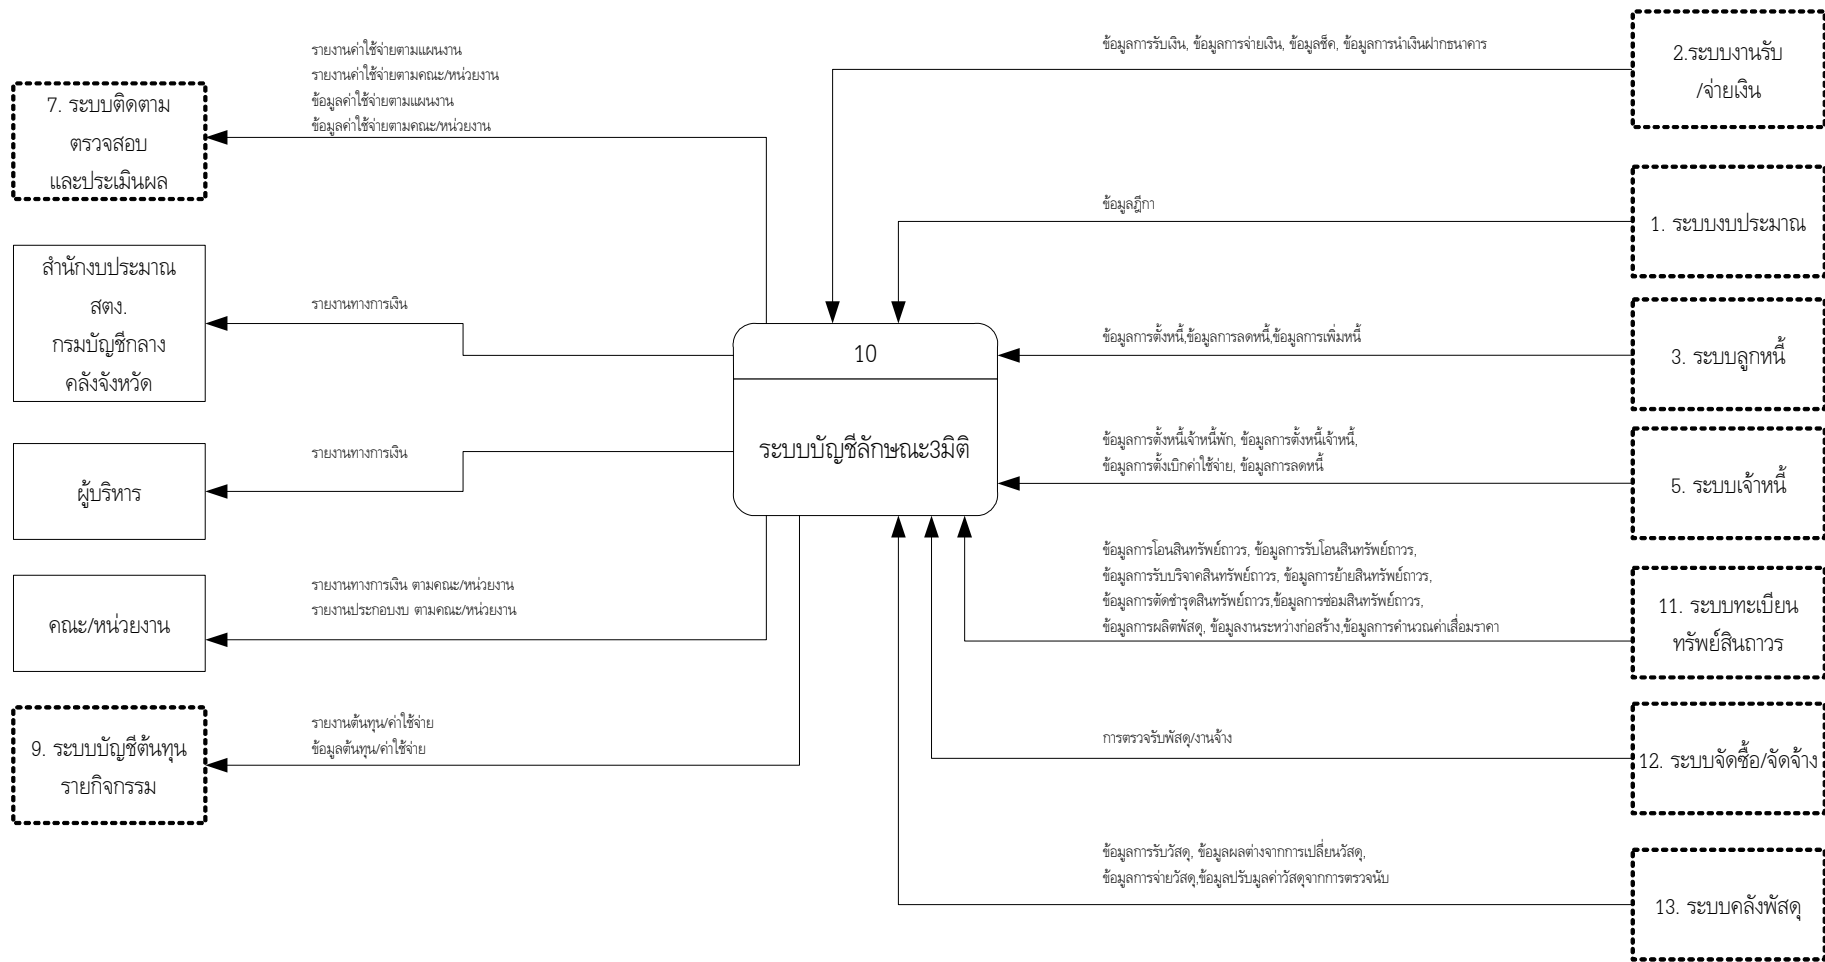 รายงานค่าใช้จ่ายตามแผนงาน
รายงานค่าใช้จ่ายตามคณะ/หน่วยงาน
ข้อมูลค่าใช้จ่ายตามแผนงาน
ข้อมูลค่าใช้จ่ายตามคณะ/หน่วยงาน
7. ระบบติดตาม
ตรวจสอบ
และประเมินผล
สำนักงบประมาณ
สตง.
กรมบัญชีกลาง
คลังจังหวัด
รายงานทางการเงิน
ผู้บริหาร
รายงานทางการเงิน
คณะ/หน่วยงาน
รายงานทางการเงิน ตามคณะ/หน่วยงาน
รายงานประกอบงบ ตามคณะ/หน่วยงาน
9. ระบบบัญชีต้นทุน
รายกิจกรรม
รายงานต้นทุน/ค่าใช้จ่าย
ข้อมูลต้นทุน/ค่าใช้จ่าย
10
ระบบบัญชีลักษณะ3มิติ
ข้อมูลการรับเงิน, ข้อมูลการจ่ายเงิน, ข้อมูลเช็ค, ข้อมูลการนำเงินฝากธนาคาร
2.ระบบงานรับ
/จ่ายเงิน
ข้อมูลฎีกา
1. ระบบงบประมาณ
ข้อมูลการตั้งหนี้,ข้อมูลการลดหนี้,ข้อมูลการเพิ่มหนี้
3. ระบบลูกหนี้
ข้อมูลการตั้งหนี้เจ้าหนี้พัก, ข้อมูลการตั้งหนี้เจ้าหนี้,
ข้อมูลการตั้งเบิกค่าใช้จ่าย, ข้อมูลการลดหนี้
5. ระบบเจ้าหนี้
ข้อมูลการโอนสินทรัพย์ถาวร, ข้อมูลการรับโอนสินทรัพย์ถาวร,
ข้อมูลการรับบริจาคสินทรัพย์ถาวร, ข้อมูลการย้ายสินทรัพย์ถาวร,
ข้อมูลการตัดชำรุดสินทรัพย์ถาวร,ข้อมูลการซ่อมสินทรัพย์ถาวร,
ข้อมูลการผลิตพัสดุ, ข้อมูลงานระหว่างก่อสร้าง,ข้อมูลการคำนวณค่าเสื่อมราคา
11. ระบบทะเบียน
ทรัพย์สินถาวร
การตรวจรับพัสดุ/งานจ้าง
12. ระบบจัดซื้อ/จัดจ้าง
ข้อมูลการรับวัสดุ, ข้อมูลผลต่างจากการเปลี่ยนวัสดุ,
ข้อมูลการจ่ายวัสดุ,ข้อมูลปรับมูลค่าวัสดุจากการตรวจนับ
13. ระบบคลังพัสดุ